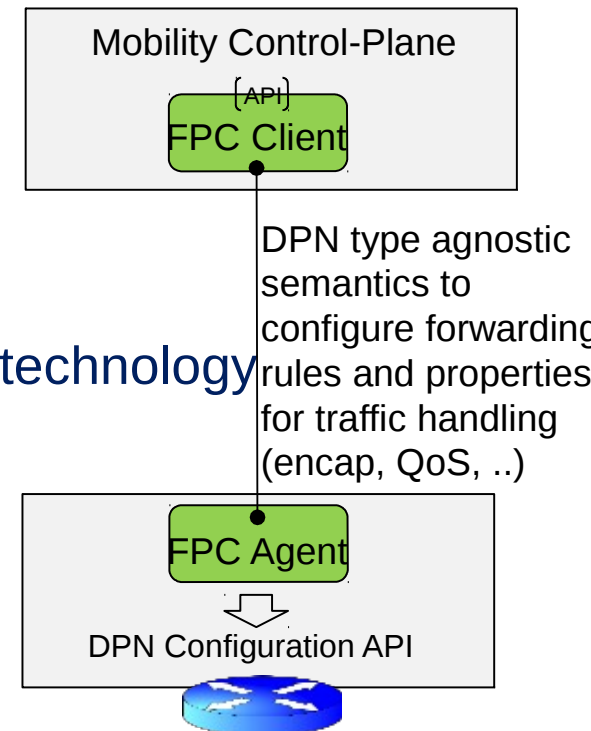 Mobility Control-Plane
[API]
FPC Client
DPN type agnostic
semantics to
configure forwarding
technology
rules and properties
for traffic handling
(encap, QoS, ..)
FPC Agent
DPN Configuration API